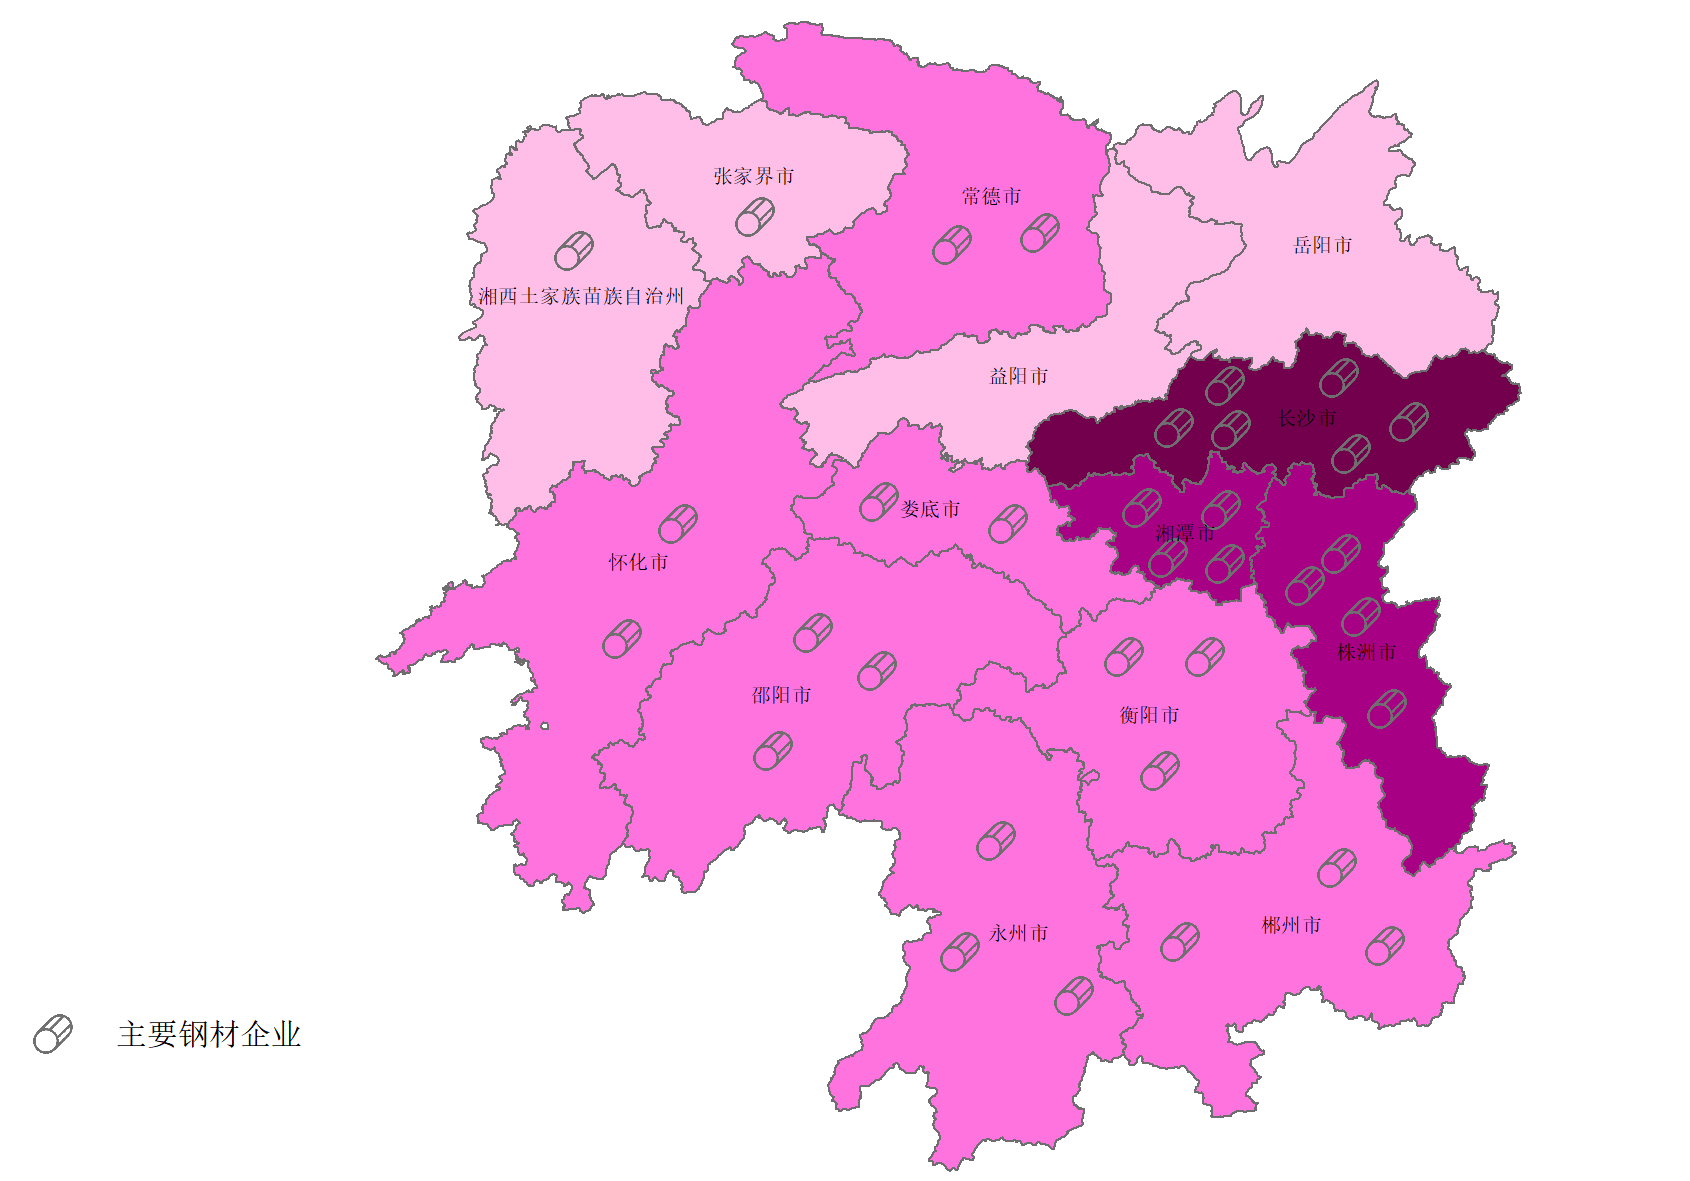 张家界市
常德市
岳阳市
湘西土家族苗族自治州
益阳市
长沙市
娄底市
湘潭市
怀化市
株洲市
邵阳市
衡阳市
郴州市
永州市
主要钢材企业